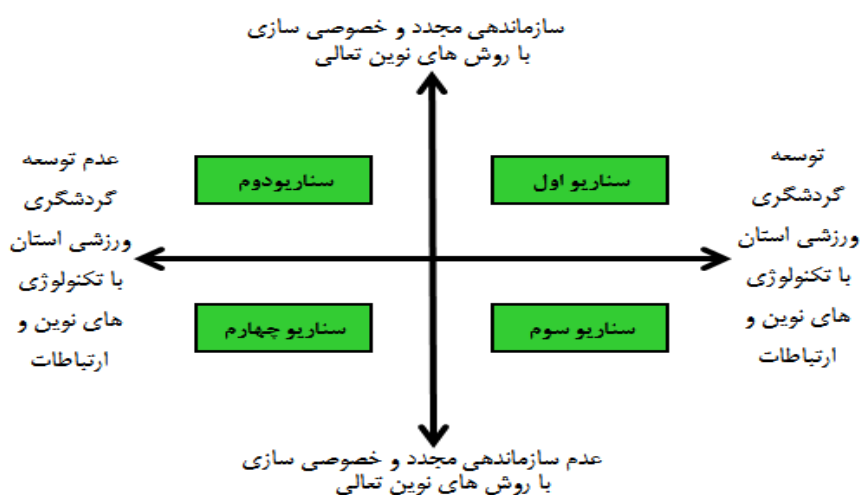 سازماندهی مجدد و خصوصی سازی
با روش های نوین تعالی
توسعه
گردشگری
ورزشی استان
با تکنولوژی
های نوین و
ارتباطات
سناریو اول
سناریودوم
عدم توسعه
گردشگری
ورزشی استان
با تکنولوژی
های نوین و
ارتباطات
سناریو سوم
سناریو چهارم
عدم سازماندهی مجدد و خصوصی سازی
با روش های نوین تعالی